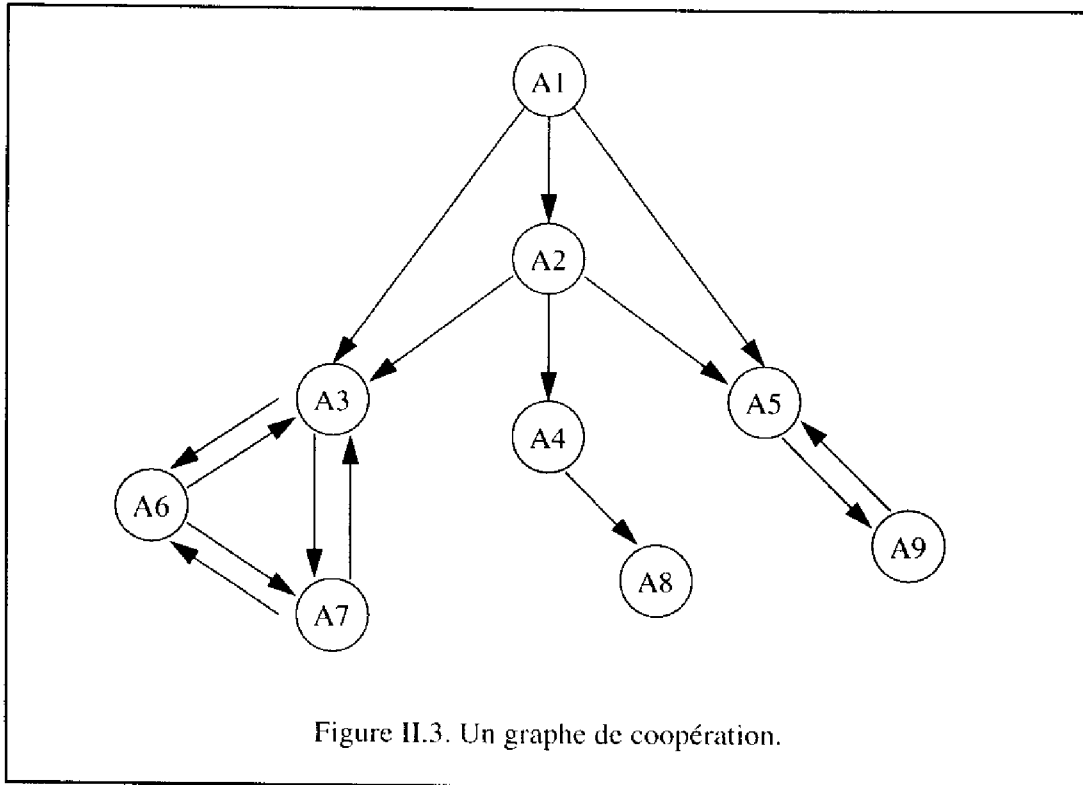 A1
A2
A3
A5
A4
A6
A9
A8
A7
Figure II.3. Un graphe de coopération.